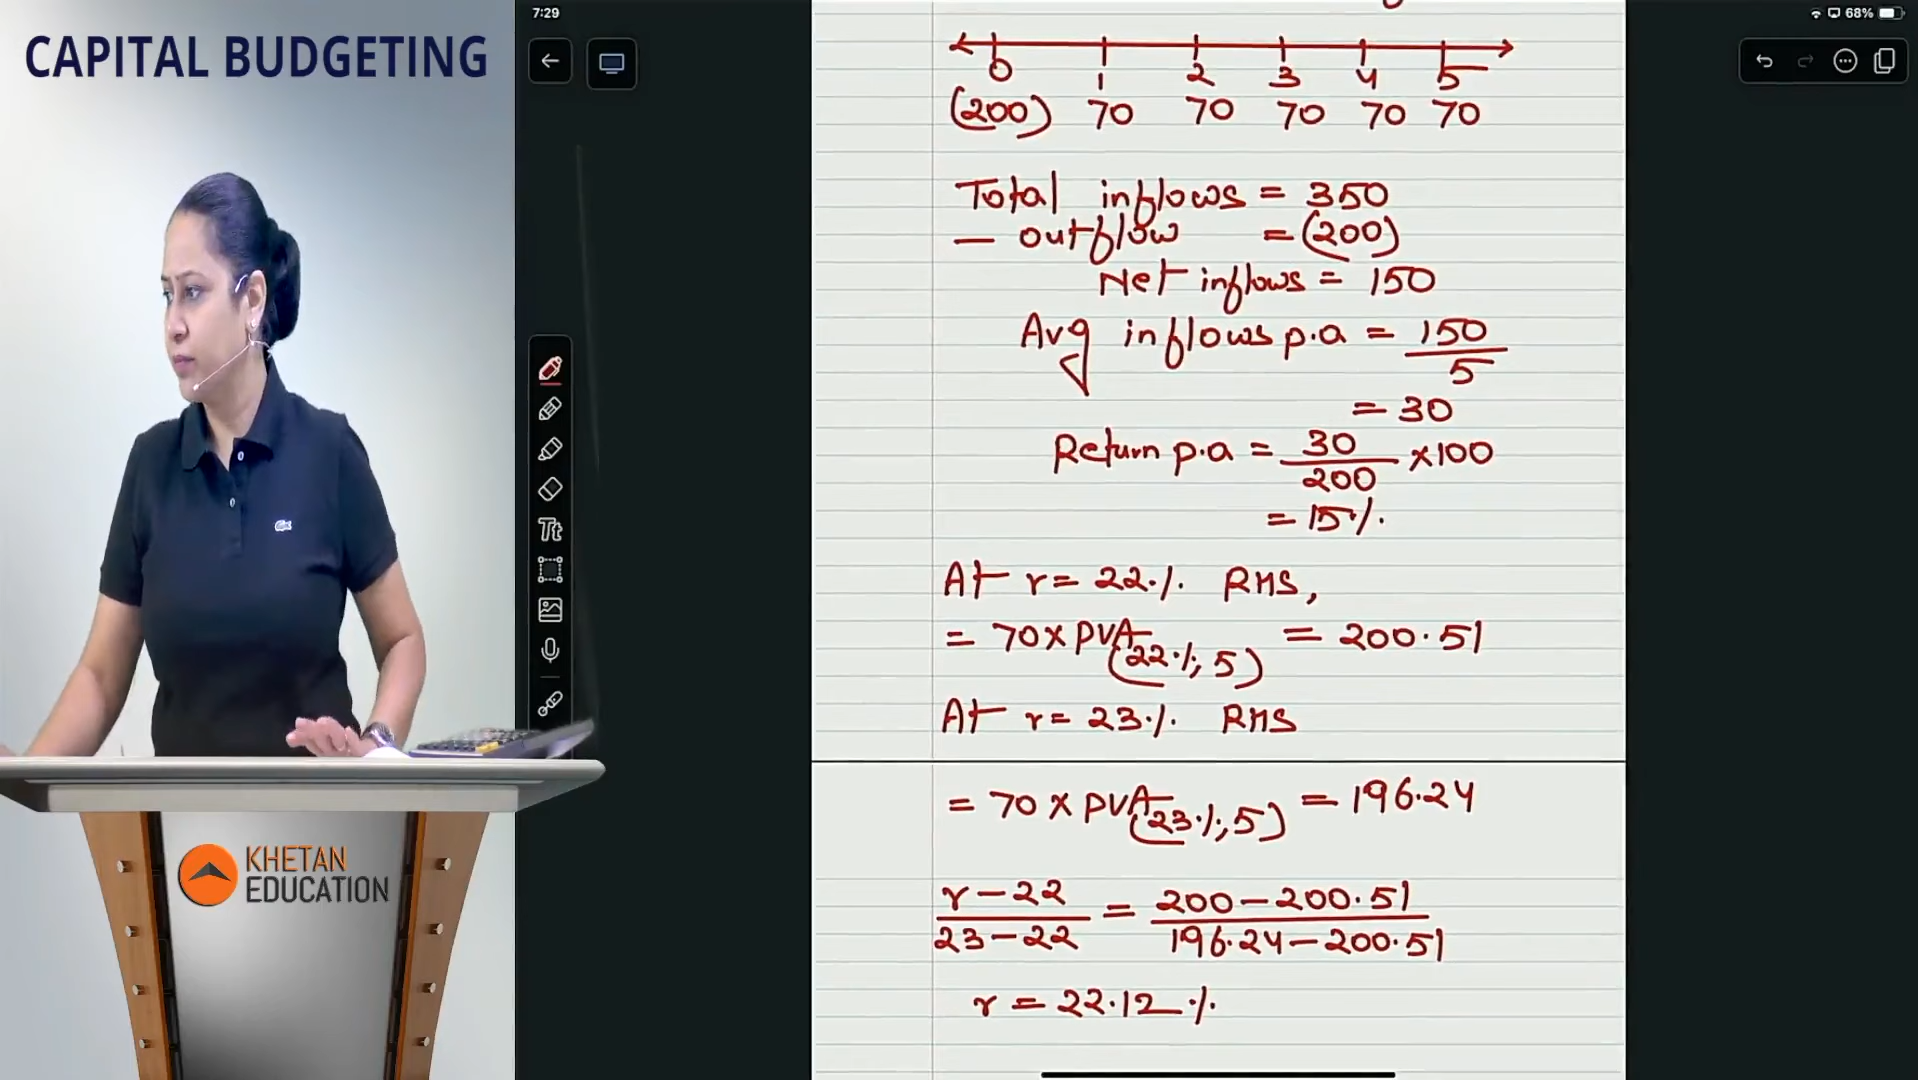 7:29
68%
CAPITAL BUDGETING
0 1 2 3 4 5
(200) 70 70 70 70 70
Total inflows = 350
— outflow = (200)
Net inflows = 150
Avg inflows p.a = 150/5
= 30
Return p.a = 30/200 ×100
= 15%
At r = 22% RHS,
= 70 × PVA (22%, 5) = 200.51
At r = 23% RHS
= 70 × PVA (23%, 5) = 196.24
r − 22 / 23 − 22 = 200 − 200.51 / 196.24 − 200.51
r = 22.12 %
Tt
KHETAN
EDUCATION